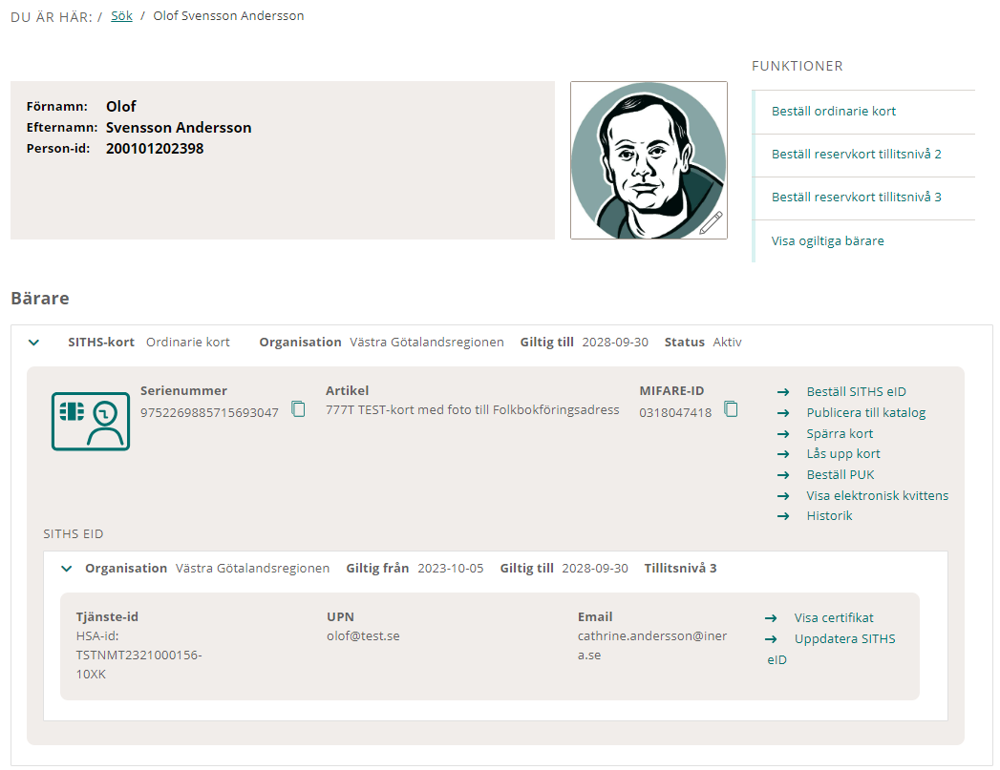 DU ÄR HÄR: / Sök / Olof Svensson Andersson
FUNKTIONER
Förnamn: Olof
Efternamn: Svensson Andersson
Person-id: 200101202398
Beställ ordinarie kort
Beställ reservkort tillitsnivå 2
Beställ reservkort tillitsnivå 3
Visa ogiltiga bärare
Bärare
SITHS-kort Ordinarie kort Organisation Västra Götalandsregionen Giltig till 2028-09-30 Status Aktiv
Serienummer
9752269885715693047
Artikel
777T TEST-kort med foto till Folkbokföringsadress
MIFARE-ID
0318047418
→ Beställ SITHS eID
→ Publicera till katalog
→ Spärra kort
→ Lås upp kort
→ Beställ PUK
→ Visa elektronisk kvittens
→ Historik
SITHS EID
Organisation Västra Götalandsregionen Giltig från 2023-10-05 Giltig till 2028-09-30 Tillitsnivå 3
Tjänste-id
HSA-id:
TSTNMT2321000156-
10XK
UPN
olof@test.se
Email
cathrine.andersson@iner
a.se
→ Visa certifikat
→ Uppdatera SITHS
eID